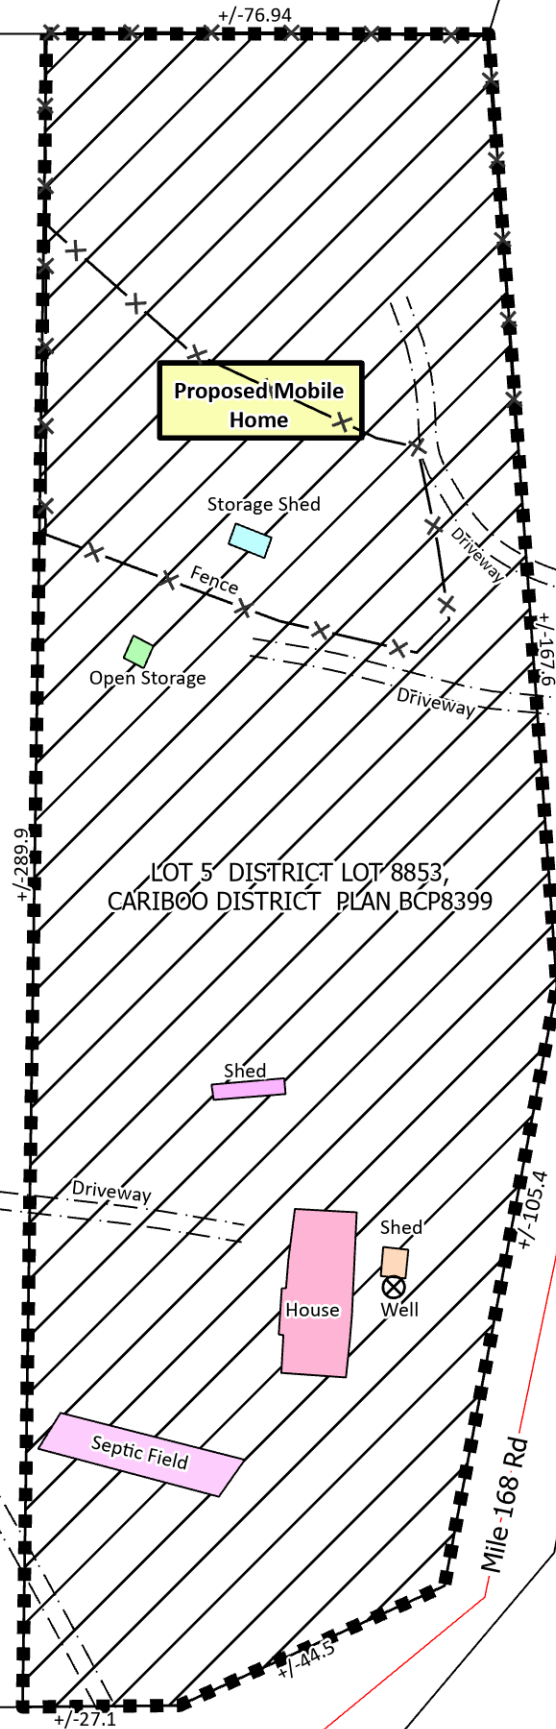 +/-76.94
Proposed Mobile
Home
Storage Shed
Driveway
Fence
+/-167.6
Open Storage
Driveway
+/-289.9
LOT 5 DISTRICT LOT 8853,
CARIBOO DISTRICT PLAN BCP8399
Shed
Driveway
+/-105.4
Shed
House
Well
Septic Field
Mile 168 Rd
+/-44.5
+/-27.1